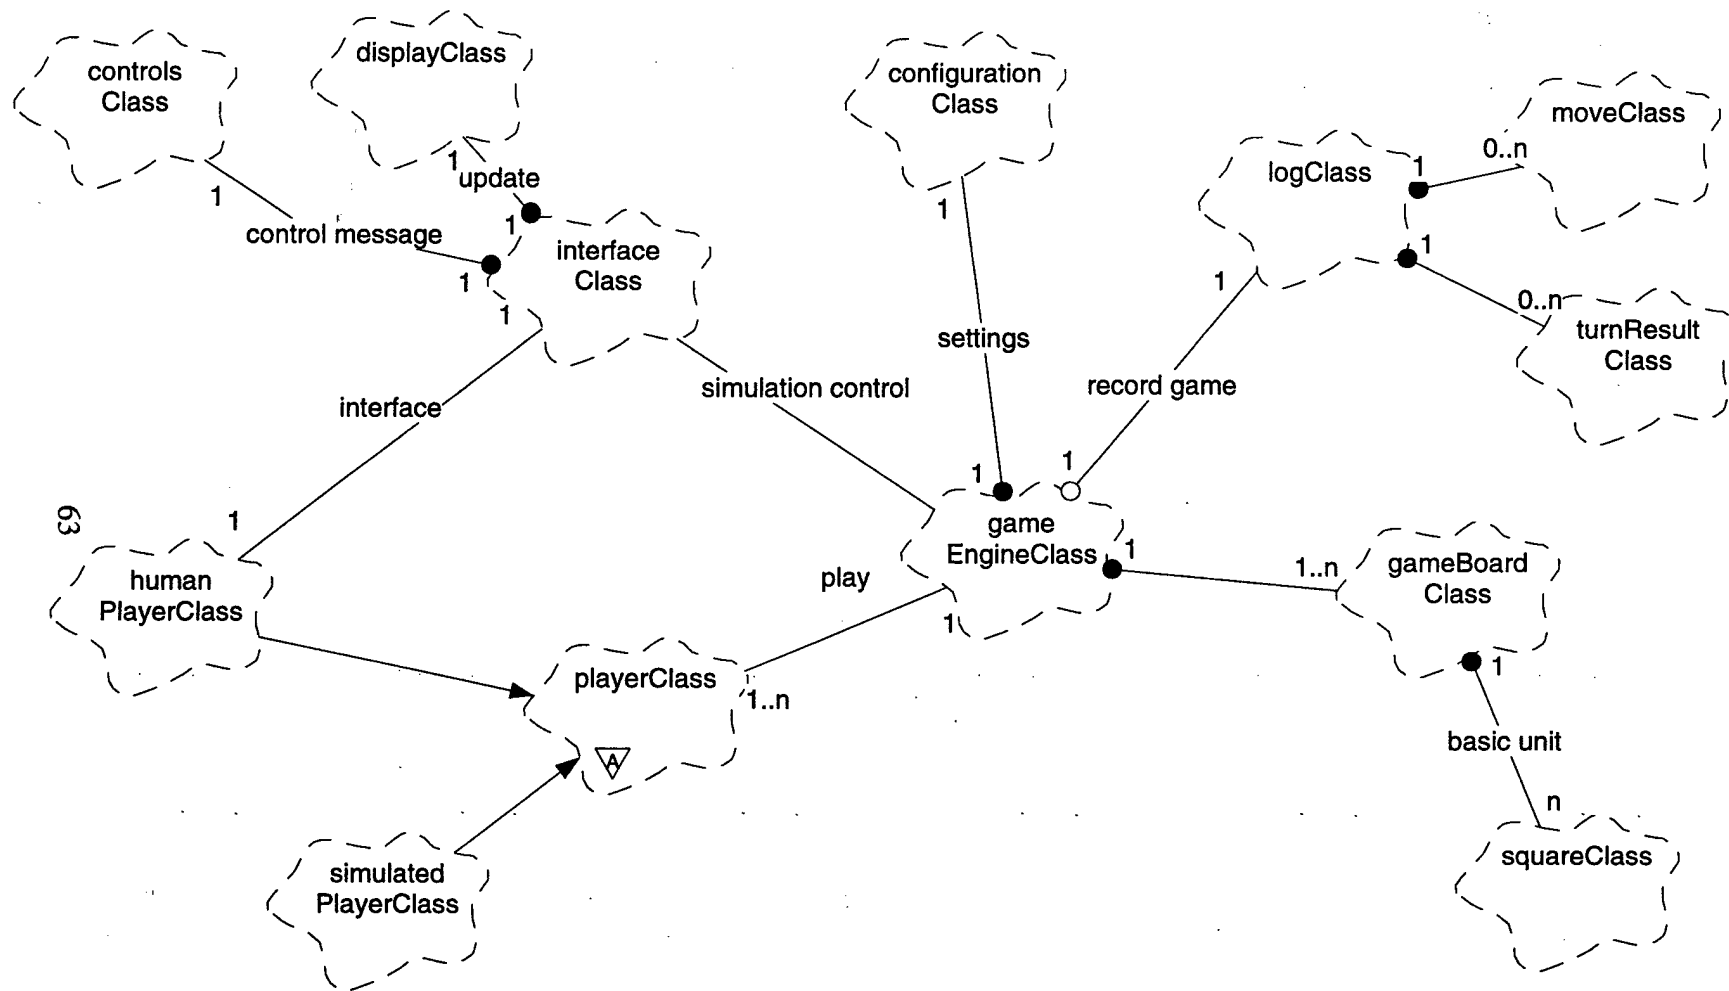 controls
Class
displayClass
configuration
Class
moveClass
logClass
0..n
1
1
update
1
1
control message
1
1
interface
Class
1
1
1
0..n
turnResult
Class
settings
simulation control
record game
interface
1
1
1
63
game
EngineClass
1
1..n
gameBoard
Class
human
PlayerClass
play
1
playerClass
1..n
1
basic unit
A
n
squareClass
simulated
PlayerClass